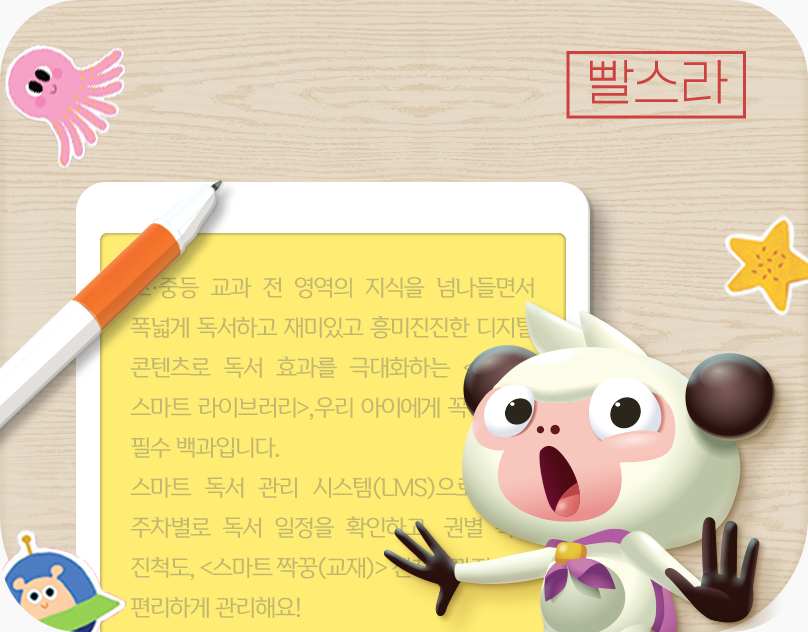 빨스라
중등 교과 전 영역의 지식을 넘나들면서
폭넓게 독서하고 재미있고 흥미진진한 디지털
콘텐츠로 독서 효과를 극대화하는 <
스마트 라이브러리>,우리 아이에게 꼭
필수 백과입니다.
스마트 독서 관리 시스템(LMS)으로
주차별로 독서 일정을 확인하고 권별
진척도, <스마트 짝꿍(교재)>
편리하게 관리해요!